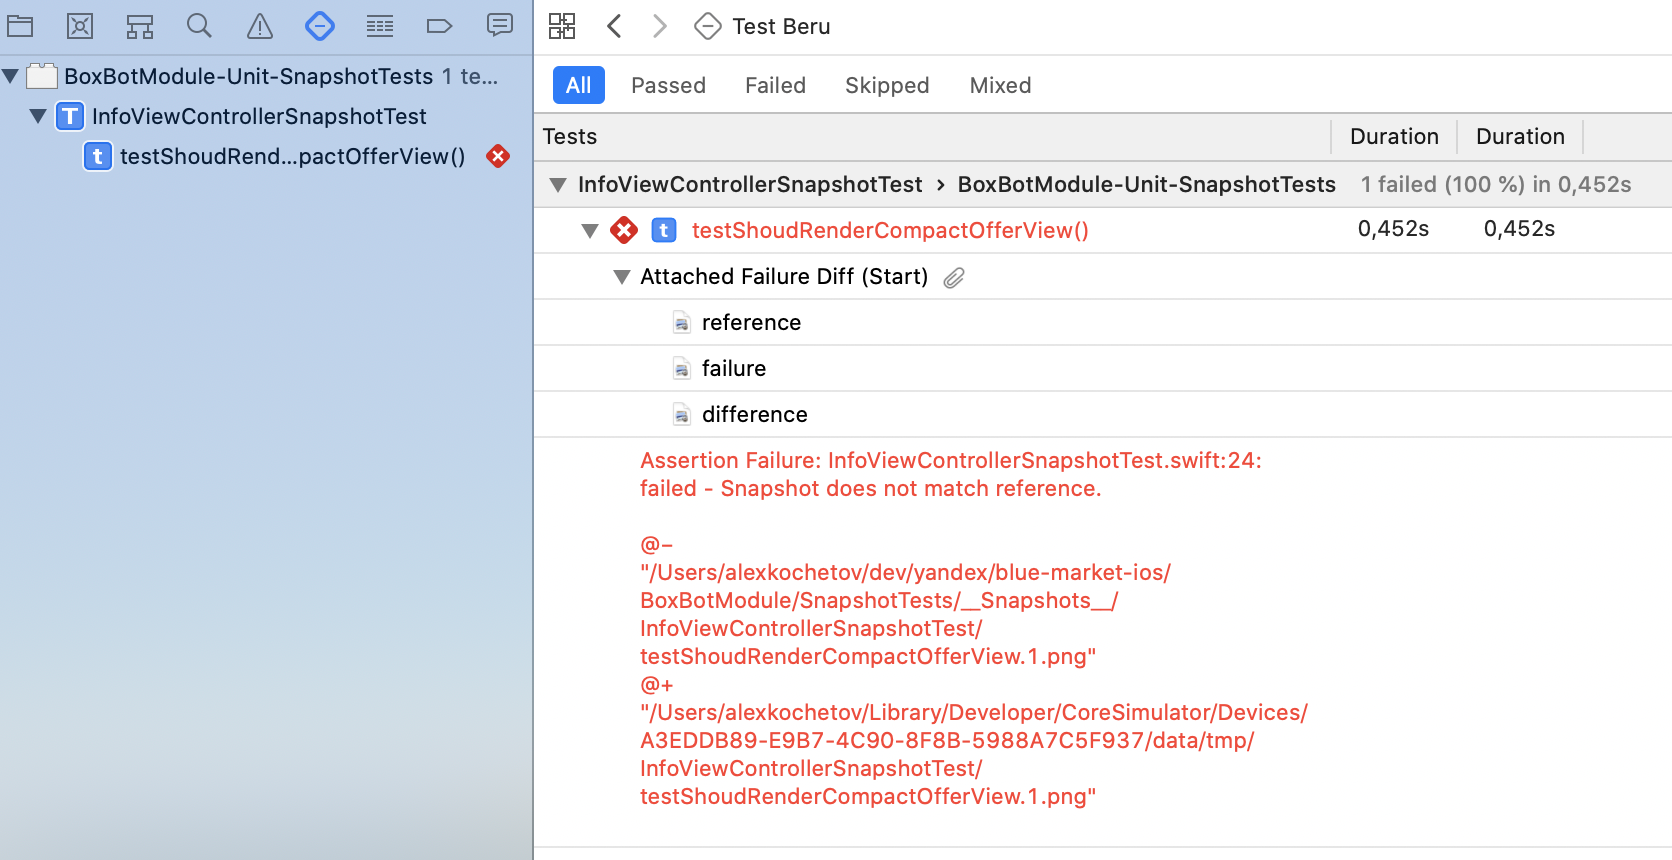 Test Beru
BoxBotModule-Unit-SnapshotTests 1 te...
InfoViewControllerSnapshotTest
testShoudRend...pactOfferView()
All Passed Failed Skipped Mixed
Tests Duration Duration
InfoViewControllerSnapshotTest › BoxBotModule-Unit-SnapshotTests 1 failed (100 %) in 0,452s
testShoudRenderCompactOfferView() 0,452s 0,452s
Attached Failure Diff (Start)
reference
failure
difference
Assertion Failure: InfoViewControllerSnapshotTest.swift:24:
failed - Snapshot does not match reference.
@−
"/Users/alexkochetov/dev/yandex/blue-market-ios/
BoxBotModule/SnapshotTests/__Snapshots__/
InfoViewControllerSnapshotTest/
testShoudRenderCompactOfferView.1.png"
@+
"/Users/alexkochetov/Library/Developer/CoreSimulator/Devices/
A3EDDB89-E9B7-4C90-8F8B-5988A7C5F937/data/tmp/
InfoViewControllerSnapshotTest/
testShoudRenderCompactOfferView.1.png"